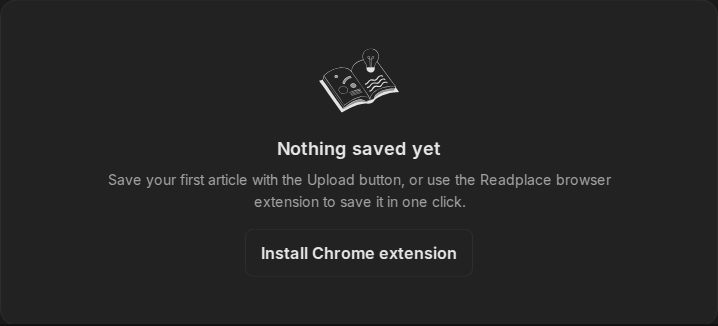 Nothing saved yet
Save your first article with the Upload button, or use the Readplace browser
extension to save it in one click.
Install Chrome extension